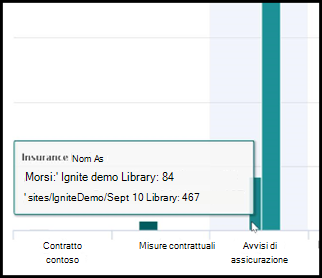 Insurance Nom As
Morsi:' Ignite demo Library: 84
' sites/IgniteDemo/Sept 10 Library: 467
Contratto contoso
Misure contrattuali
Avvisi di assicurazione